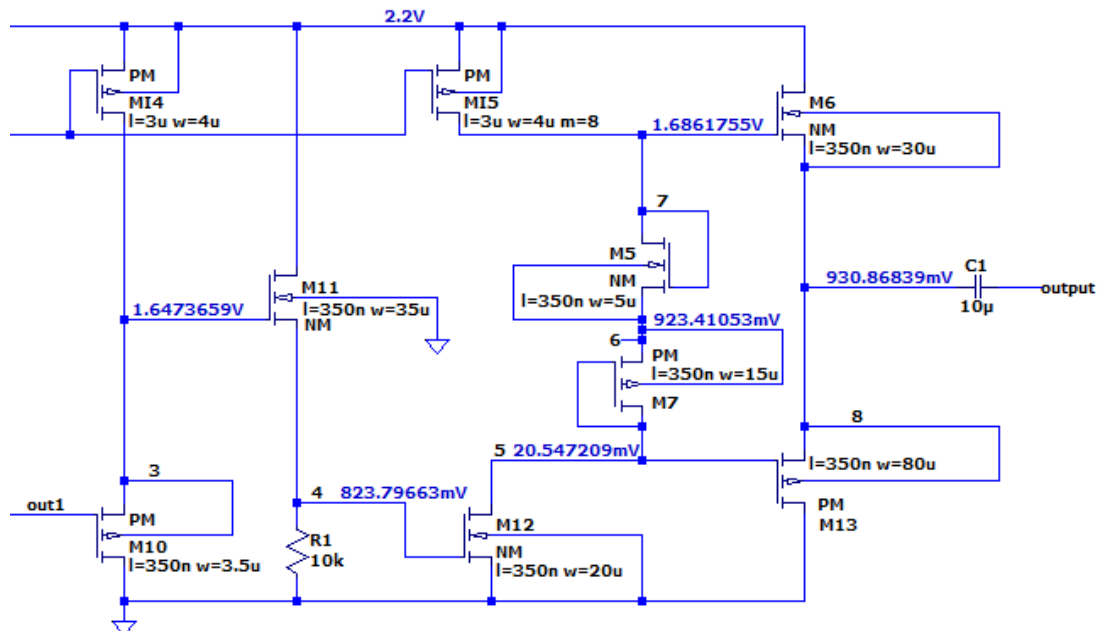 2.2V
PM
MI4
l=3u w=4u
PM
MI5
l=3u w=4u m=8
M6
NM
l=350n w=30u
1.6861755V
7
M5
NM
l=350n w=5u
M11
l=350n w=35u
NM
1.6473659V
930.86839mV
C1
10µ
output
923.41053mV
6
PM
l=350n w=15u
M7
8
l=350n w=80u
PM
M13
5
20.547209mV
3
out1
PM
M10
l=350n w=3.5u
4
823.79663mV
R1
10k
M12
NM
l=350n w=20u